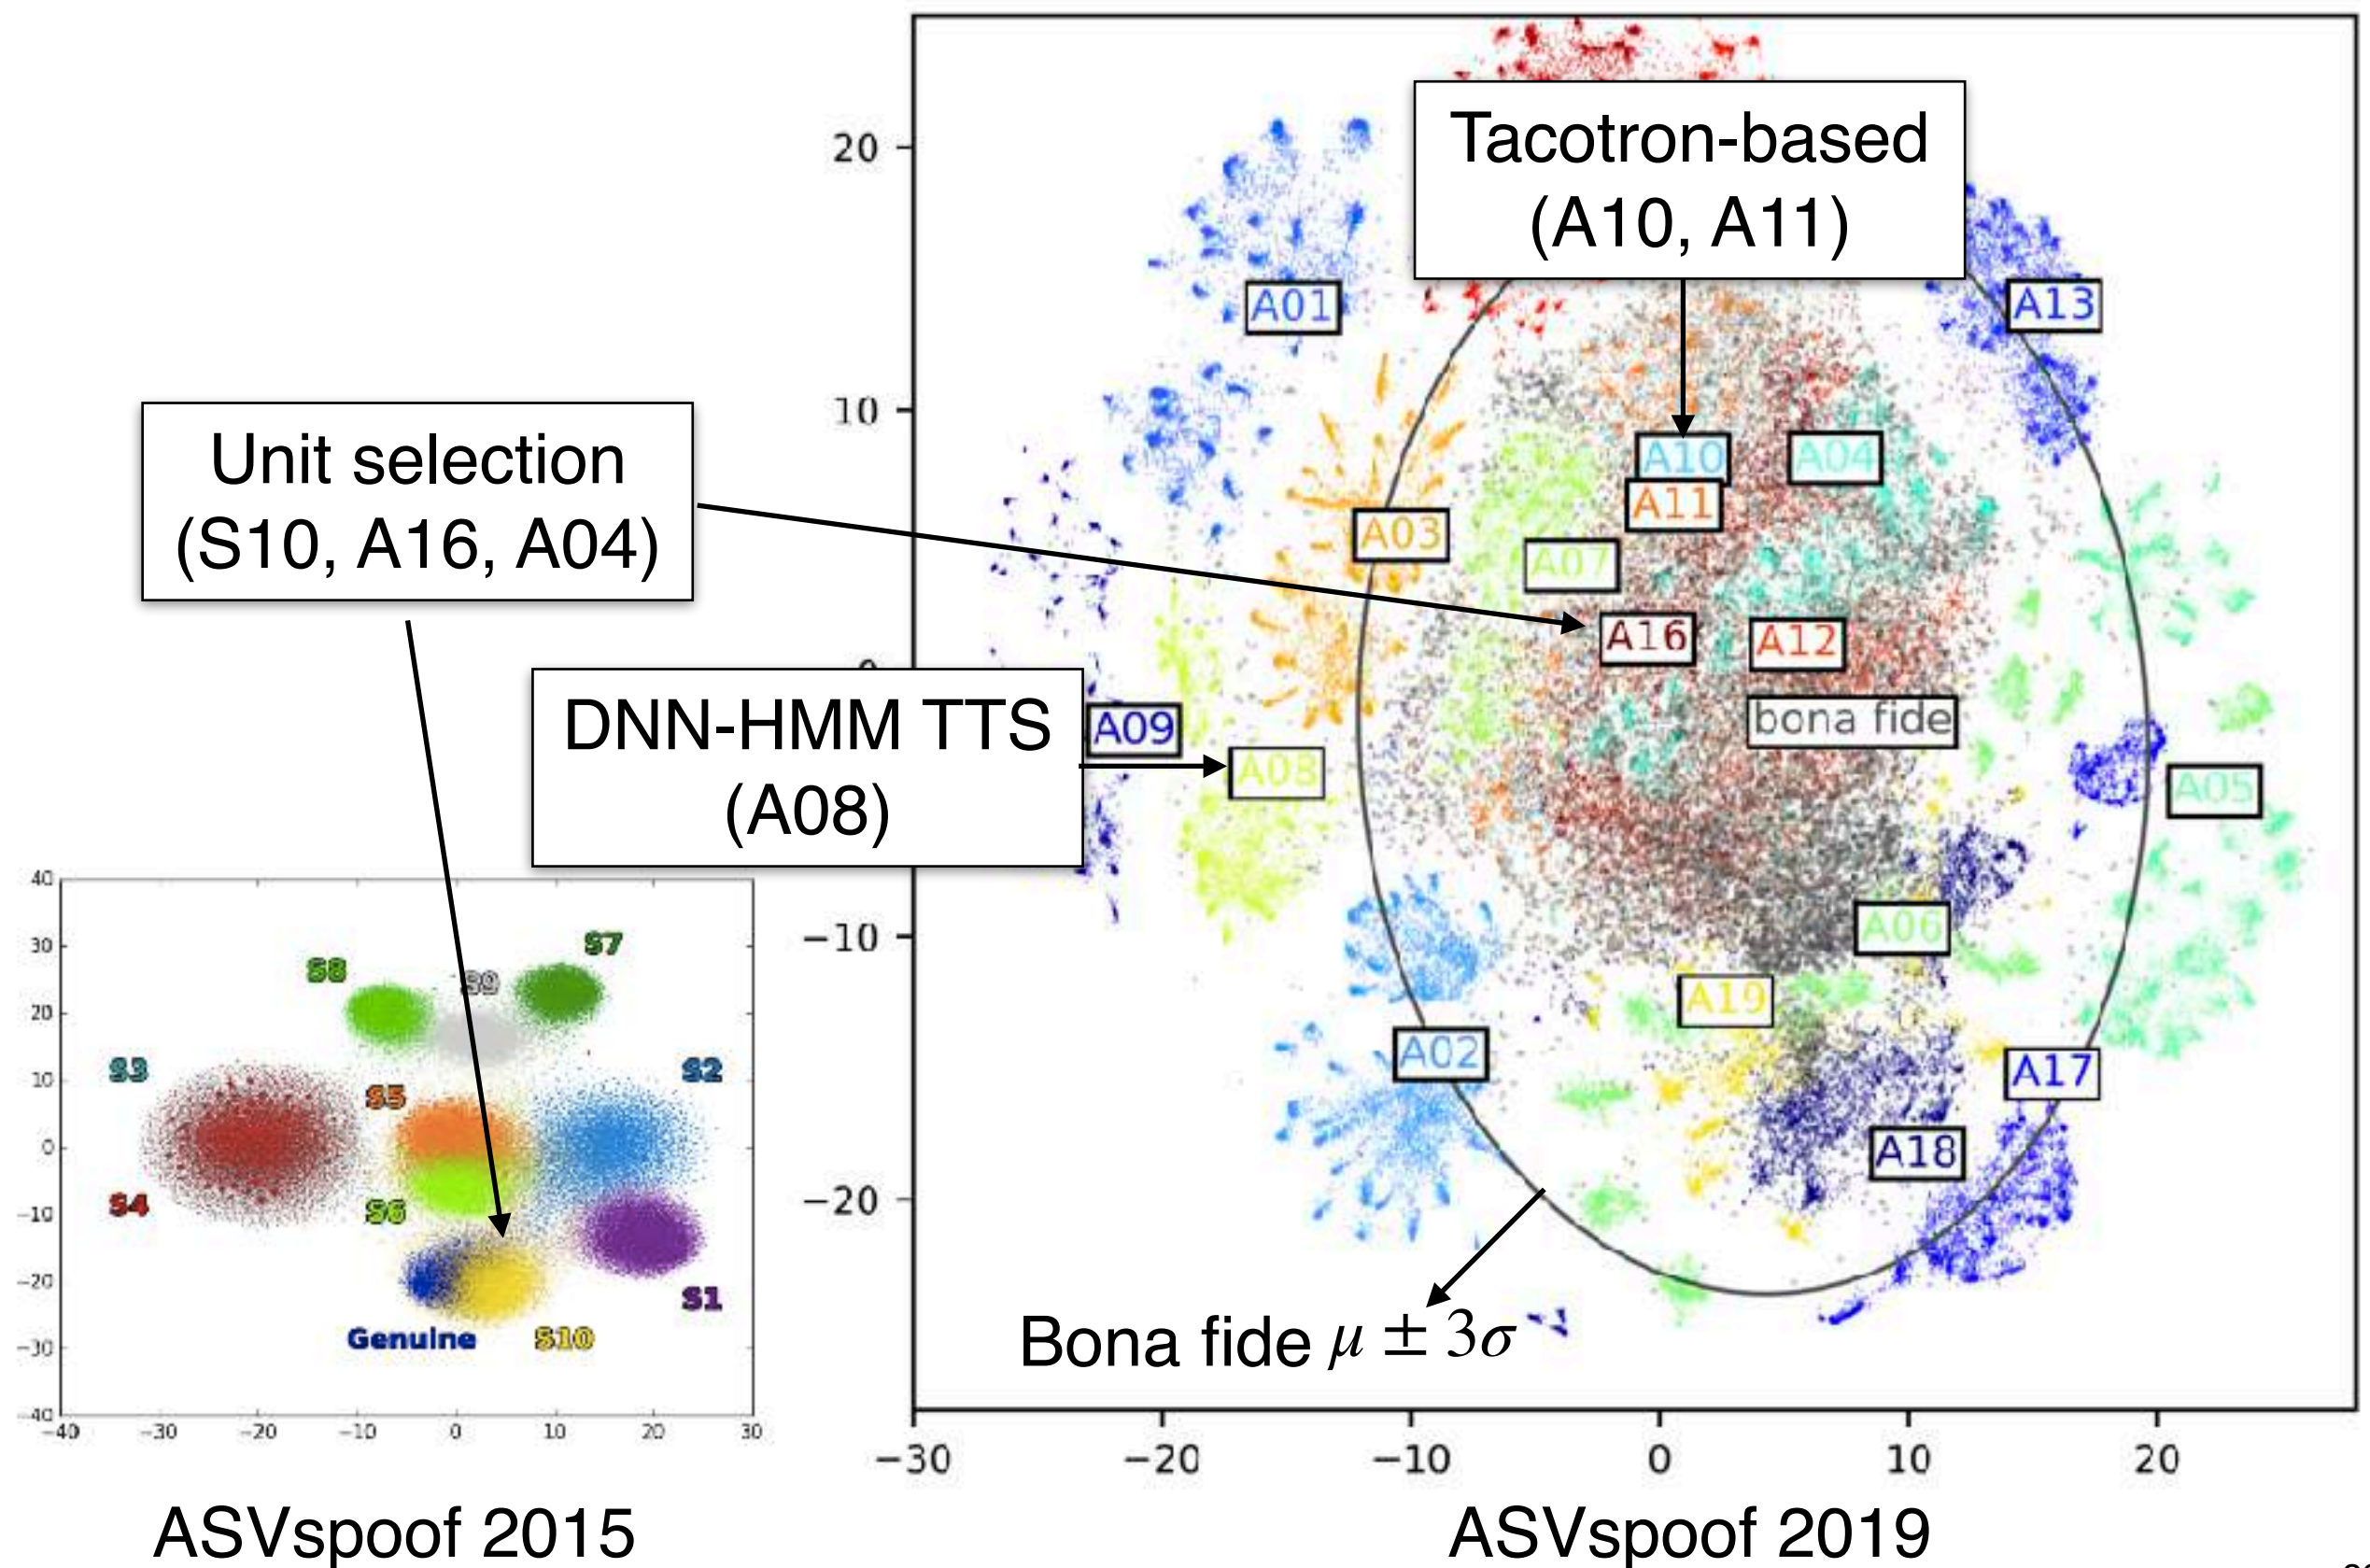 Tacotron-based
(A10, A11)
20
A01
A13
10
Unit selection
(S10, A16, A04)
A10
A04
A11
A03
A07
A16
A12
DNN-HMM TTS
(A08)
A09
bona fide
A08
A05
−10
A06
A19
A02
A17
A18
−20
Bona fide μ ± 3σ
−30
−20
−10
0
10
20
ASVspoof 2019
40
30
20
10
0
−10
−20
−30
−40
S7
S8
S9
S3
S2
S5
S4
S6
S1
Genuine
S10
−40
−30
−20
−10
0
10
20
30
ASVspoof 2015